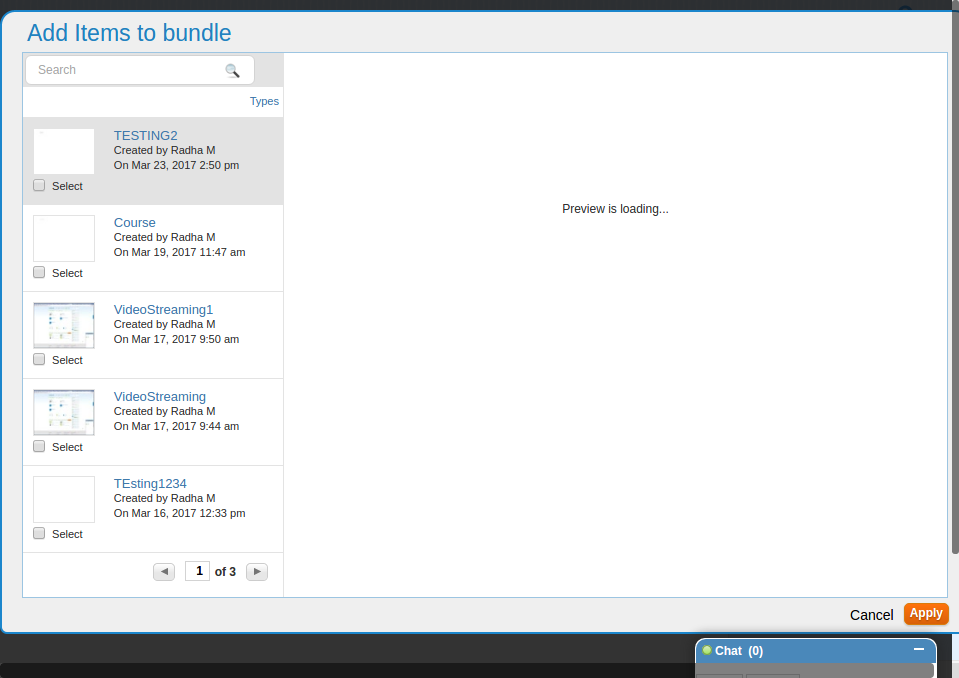 Add Items to bundle
Search
Types
TESTING2
Created by Radha M
On Mar 23, 2017 2:50 pm
Select
Course
Created by Radha M
On Mar 19, 2017 11:47 am
Select
VideoStreaming1
Created by Radha M
On Mar 17, 2017 9:50 am
Select
VideoStreaming
Created by Radha M
On Mar 17, 2017 9:44 am
Select
TEsting1234
Created by Radha M
On Mar 16, 2017 12:33 pm
Select
1 of 3
Preview is loading...
Cancel Apply
Chat (0)